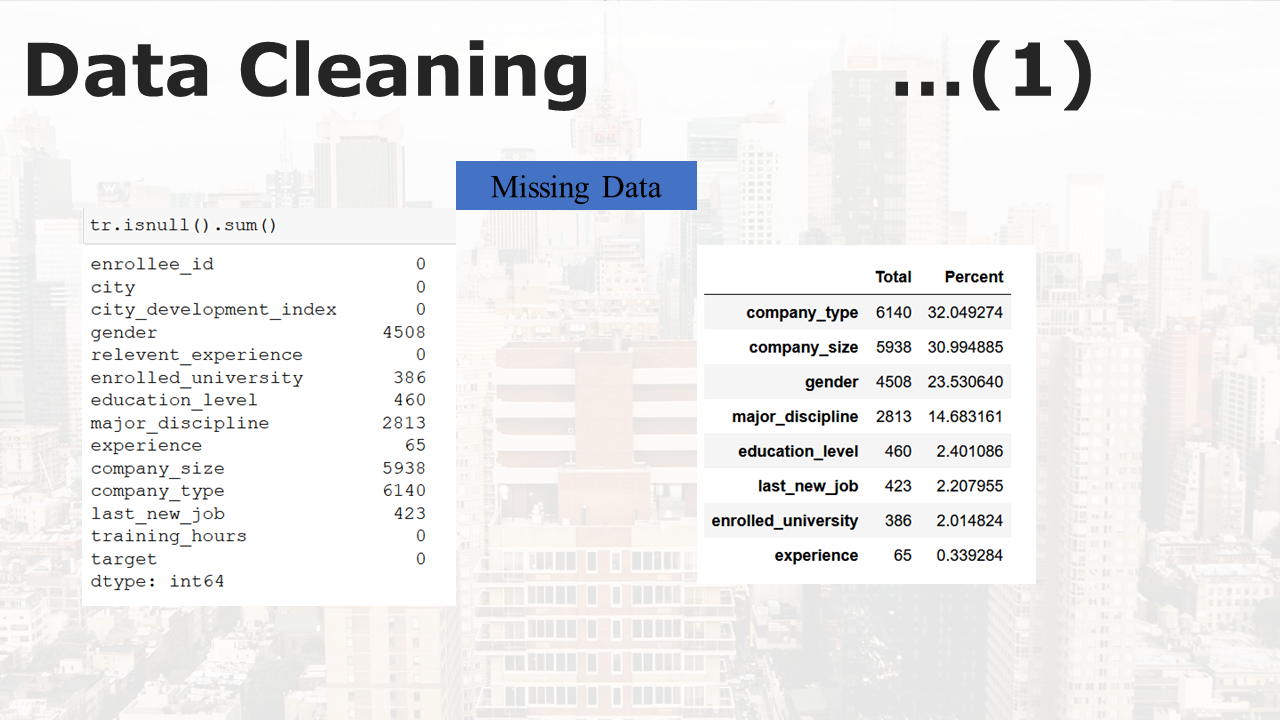 Data Cleaning ...(1)
Missing Data
tr.isnull().sum()
enrollee_id 0
city 0
city_development_index 0
gender 4508
relevent_experience 0
enrolled_university 386
education_level 460
major_discipline 2813
experience 65
company_size 5938
company_type 6140
last_new_job 423
training_hours 0
target 0
dtype: int64
Total Percent
company_type 6140 32.049274
company_size 5938 30.994885
gender 4508 23.530640
major_discipline 2813 14.683161
education_level 460 2.401086
last_new_job 423 2.207955
enrolled_university 386 2.014824
experience 65 0.339284